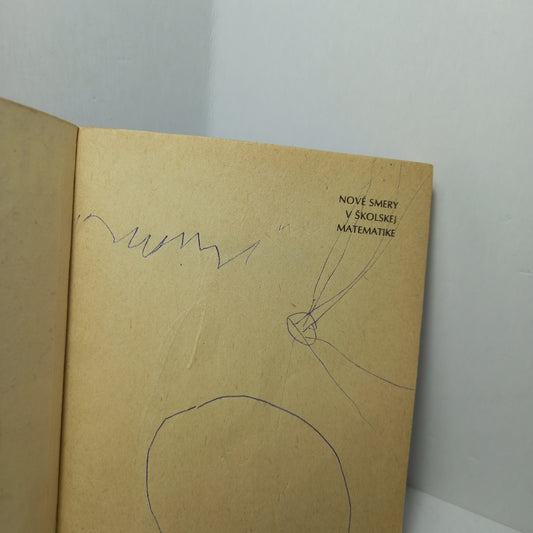 NOVÉ SMERY
V ŠKOLSKEJ
MATEMATIKE